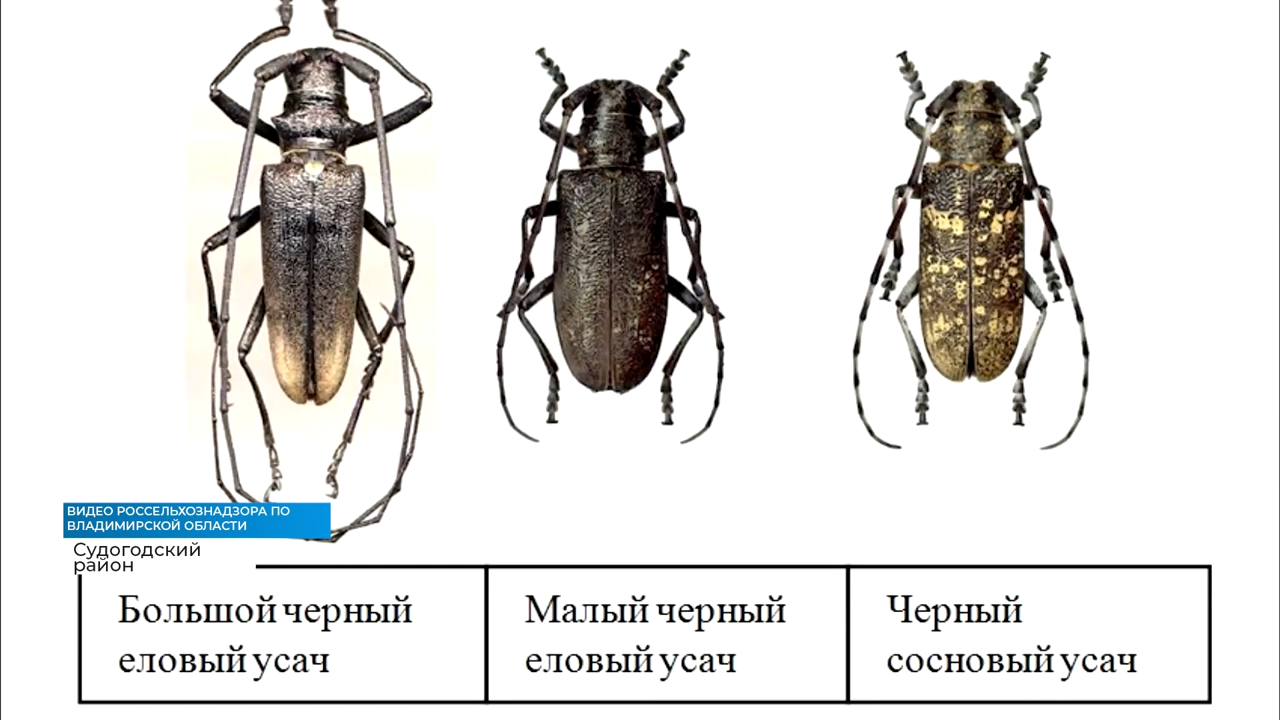 ВИДЕО РОССЕЛЬХОЗНАДЗОРА ПО
ВЛАДИМИРСКОЙ ОБЛАСТИ
Судогодский
район
Большой черный
еловый усач
Малый черный
еловый усач
Черный
сосновый усач